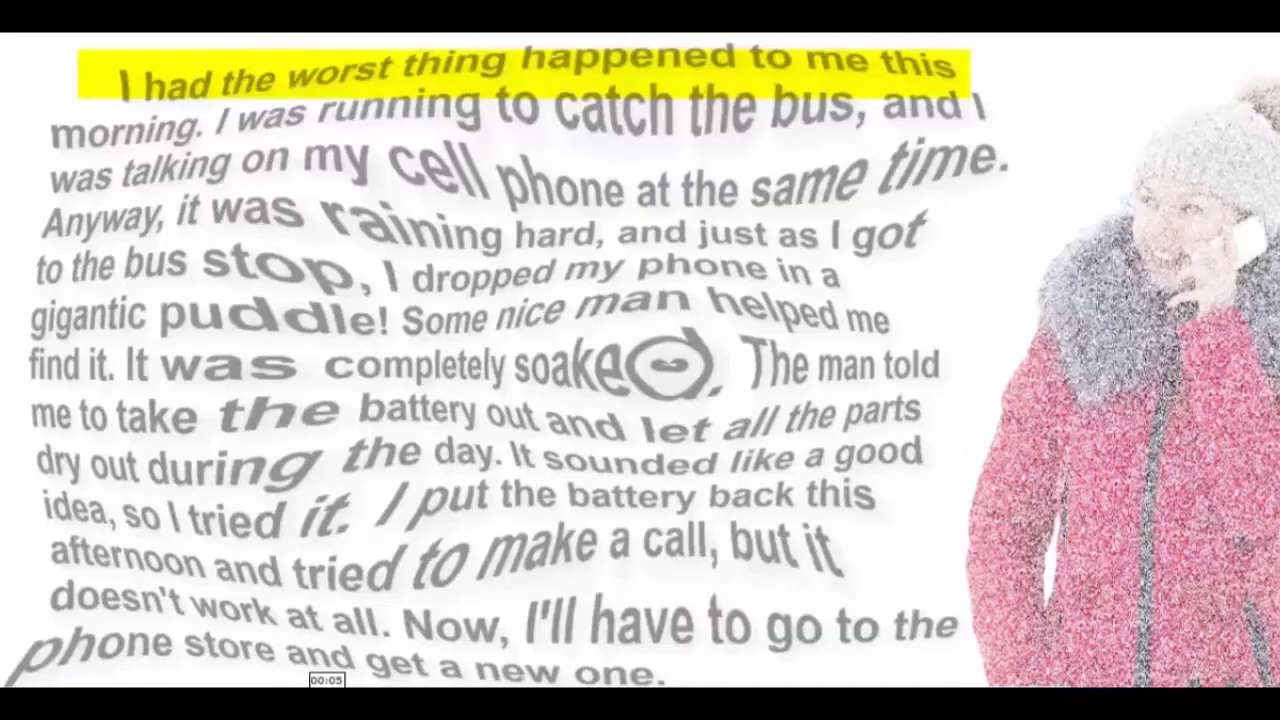 I had the worst thing happened to me this
morning. I was running to catch the bus, and I
was talking on my cell phone at the same time.
Anyway, it was raining hard, and just as I got
to the bus stop, I dropped my phone in a
gigantic puddle! Some nice man helped me
find it. It was completely soaked. The man told
me to take the battery out and let all the parts
dry out during the day. It sounded like a good
idea, so I tried it. I put the battery back this
afternoon and tried to make a call, but it
doesn't work at all. Now, I'll have to go to the
phone store and get a new one.
00:05